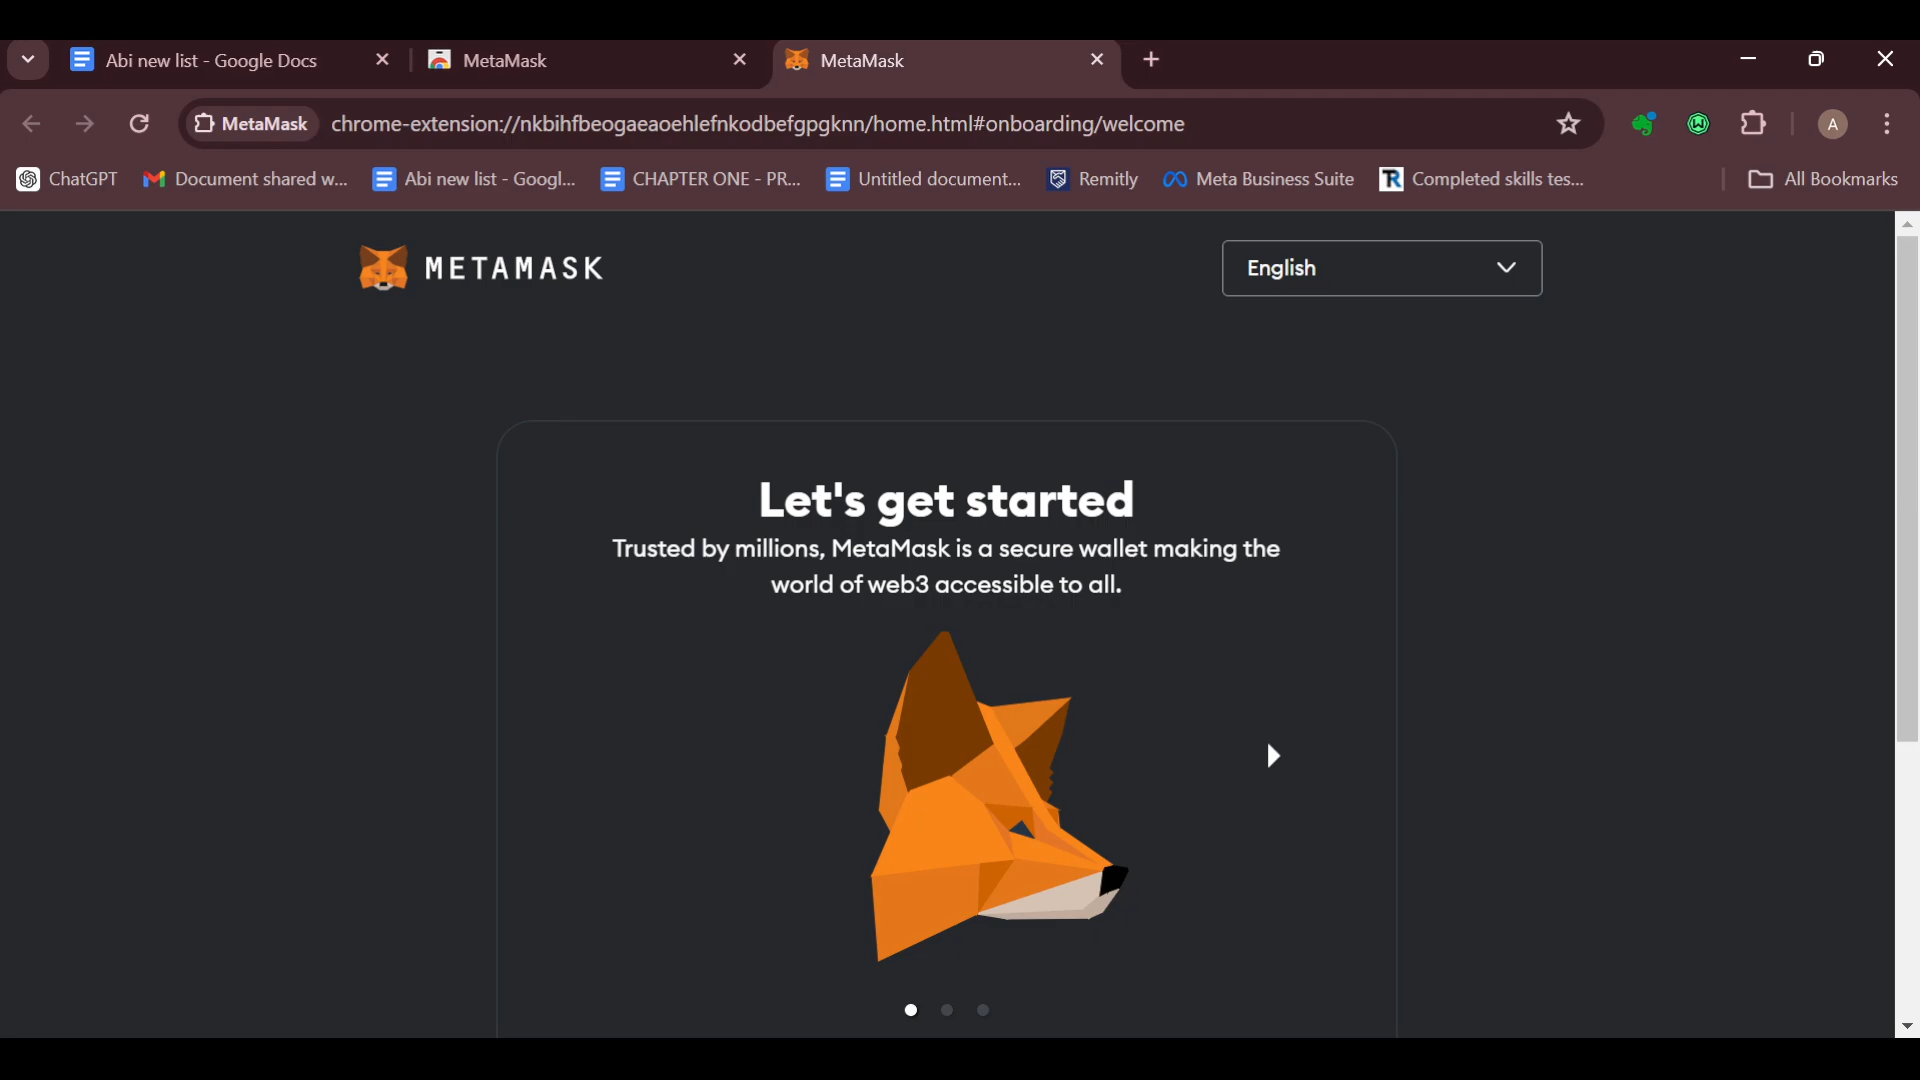 Abi new list - Google Docs
MetaMask
MetaMask
MetaMask
chrome-extension://nkbihfbeogaeaoehlefnkodbefgpgknn/home.html#onboarding/welcome
A
ChatGPT
Document shared w...
Abi new list - Googl...
CHAPTER ONE - PR...
Untitled document...
Remitly
Meta Business Suite
TR
Completed skills tes...
All Bookmarks
METAMASK
English
Let's get started
Trusted by millions, MetaMask is a secure wallet making the
world of web3 accessible to all.